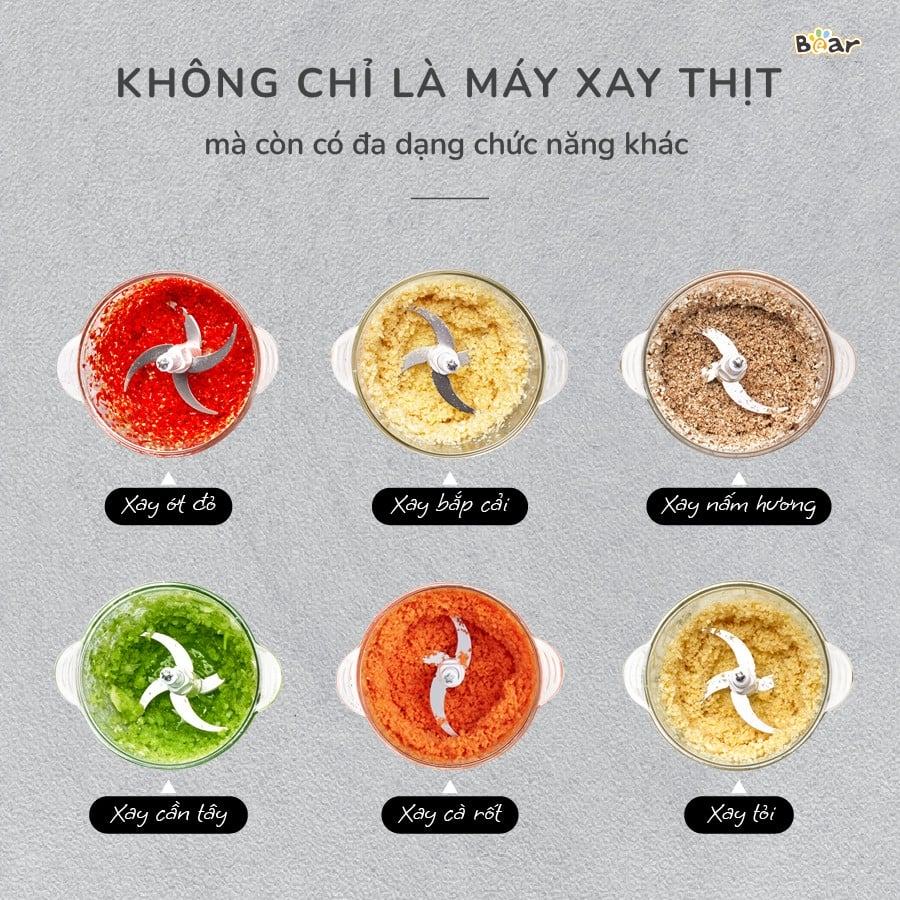 Bear
KHÔNG CHỈ LÀ MÁY XAY THỊT
mà còn có đa dạng chức năng khác
Xay ớt đỏ
Xay bắp cải
Xay nấm hương
Xay cần tây
Xay cà rốt
Xay tỏi